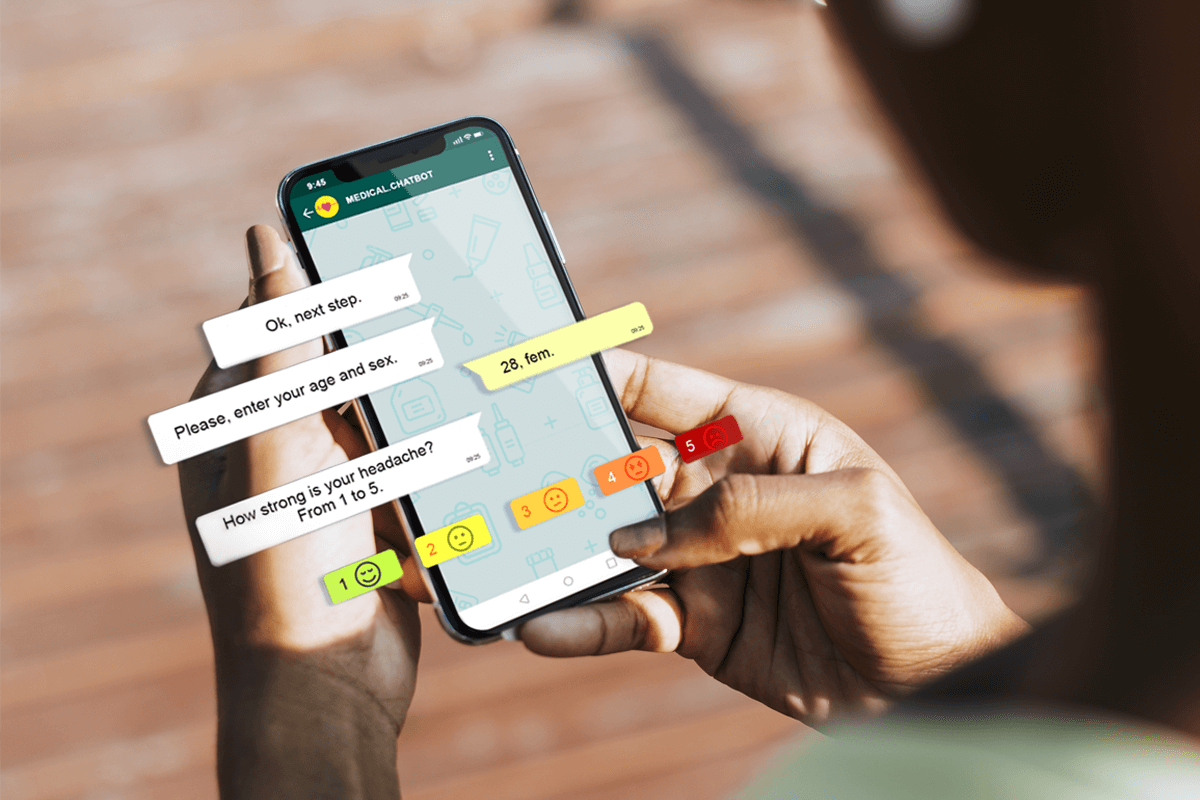 9:45
MEDICAL.CHATBOT
Ok, next step.
09:25
Please, enter your age and sex.
09:25
28, fem.
09:25
How strong is your headache?
From 1 to 5.
09:25
1
2
3
4
5